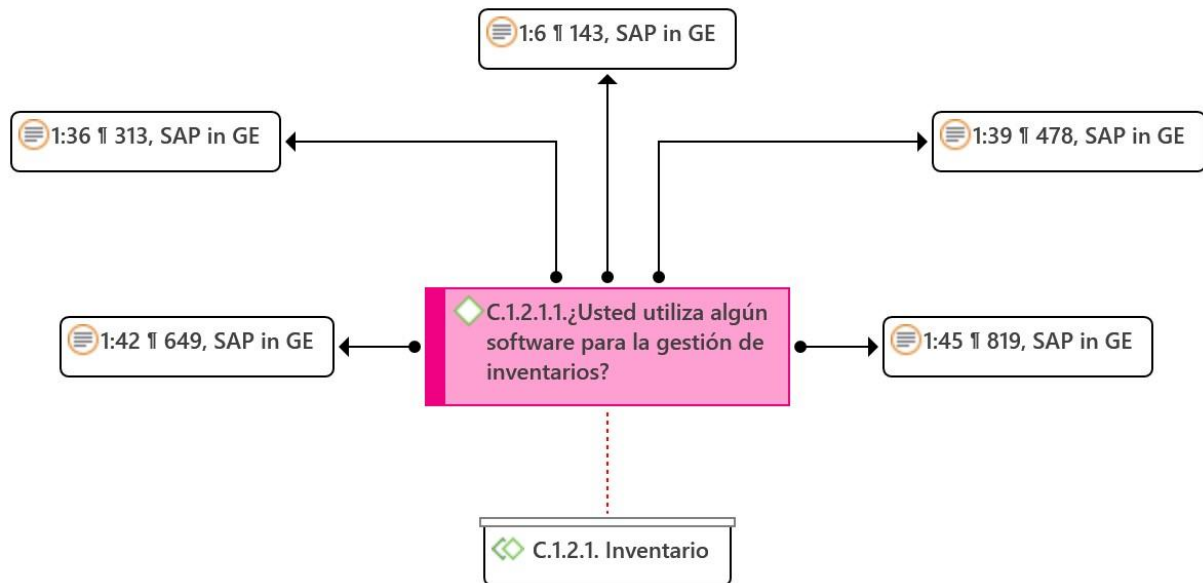 1:6 ¶ 143, SAP in GE
1:36 ¶ 313, SAP in GE
1:39 ¶ 478, SAP in GE
C.1.2.1.1.¿Usted utiliza algún
software para la gestión de
inventarios?
1:42 ¶ 649, SAP in GE
1:45 ¶ 819, SAP in GE
C.1.2.1. Inventario